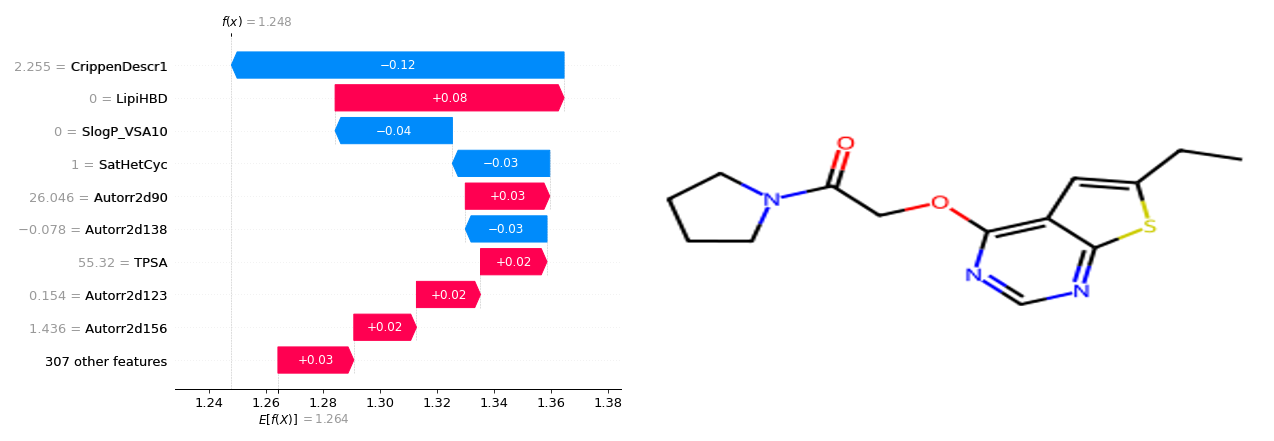 f(x) = 1.248
2.255 = CrippenDescr1
−0.12
0 = LipiHBD
+0.08
0 = SlogP_VSA10
−0.04
1 = SatHetCyc
−0.03
26.046 = Autorr2d90
+0.03
−0.078 = Autorr2d138
−0.03
55.32 = TPSA
+0.02
0.154 = Autorr2d123
+0.02
1.436 = Autorr2d156
+0.02
307 other features
+0.03
1.24 1.26 1.28 1.30 1.32 1.34 1.36 1.38
E[f(X)] = 1.264
O
N
O
S
N
N